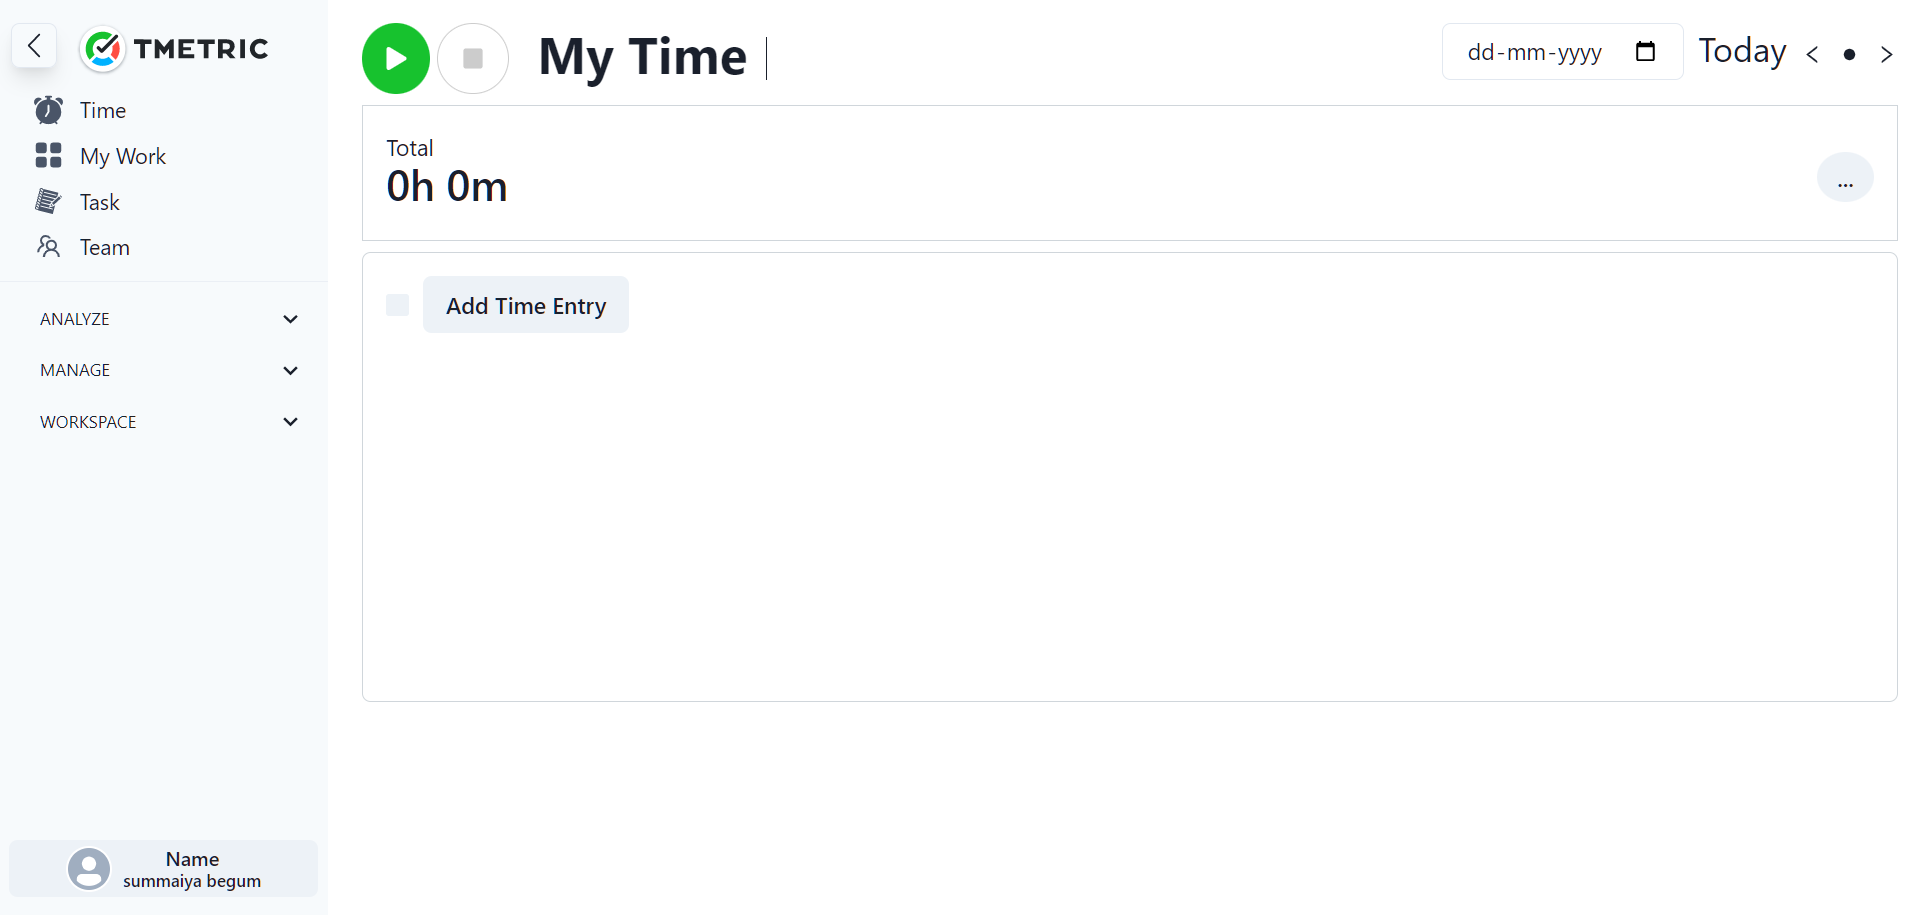 TMETRIC
Time
My Work
Task
Team
ANALYZE
MANAGE
WORKSPACE
Name
summaiya begum
My Time
dd-mm-yyyy
Today
Total
0h 0m
...
Add Time Entry